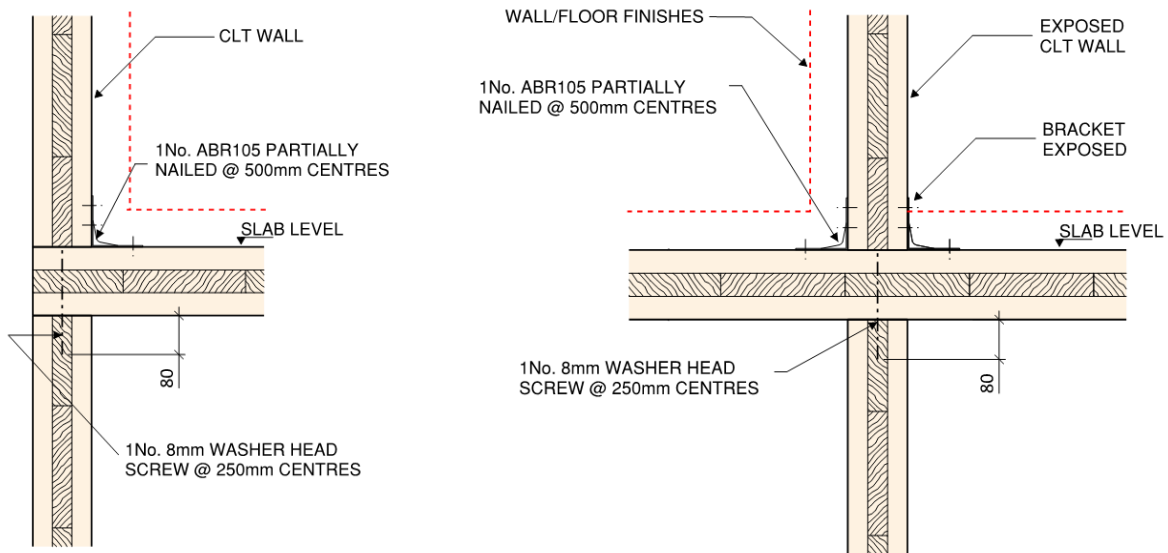 CLT WALL
1No. ABR105 PARTIALLY
NAILED @ 500mm CENTRES
SLAB LEVEL
80
1No. 8mm WASHER HEAD
SCREW @ 250mm CENTRES
WALL/FLOOR FINISHES
1No. ABR105 PARTIALLY
NAILED @ 500mm CENTRES
EXPOSED
CLT WALL
BRACKET
EXPOSED
SLAB LEVEL
1No. 8mm WASHER HEAD
SCREW @ 250mm CENTRES
80